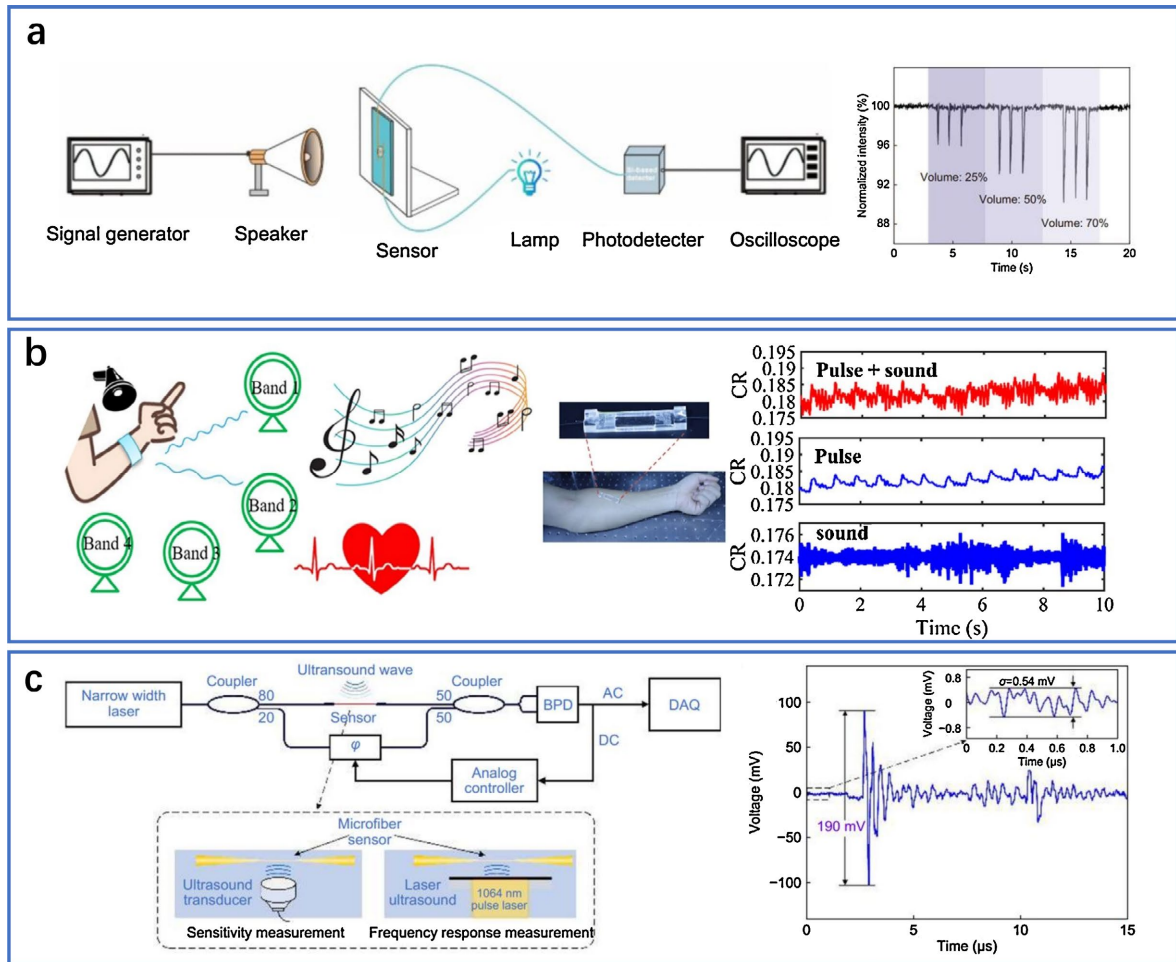 a
Signal generator
Speaker
Sensor
Lamp
Photodetecter
Oscilloscope
Si-based
detector
Normalized intensity (%)
100
96
92
88
Volume: 25%
Volume: 50%
Volume: 70%
0
5
10
15
20
Time (s)
b
Band 1
Band 2
Band 3
Band 4
CR
0.195
0.185
0.18
0.175
Pulse + sound
CR
0.195
0.19
0.185
0.18
0.175
Pulse
CR
0.176
0.174
0.172
sound
0
2
4
6
8
10
Timc (s)
c
Narrow width
laser
Coupler
80
20
Ultrasound wave
Sensor
φ
Coupler
50
50
BPD
AC
DC
DAQ
Analog
controller
Microfiber
sensor
Ultrasound
transducer
Laser
ultrasound
1064 nm
pulse laser
Sensitivity measurement
Frequency response measurement
Voltage (mV)
100
50
0
−50
−100
190 mV
0
5
10
15
Time (μs)
Voltage (mV)
0.8
0
−0.8
σ=0.54 mV
0
0.2
0.4
0.6
0.8
1.0
Time (μs)